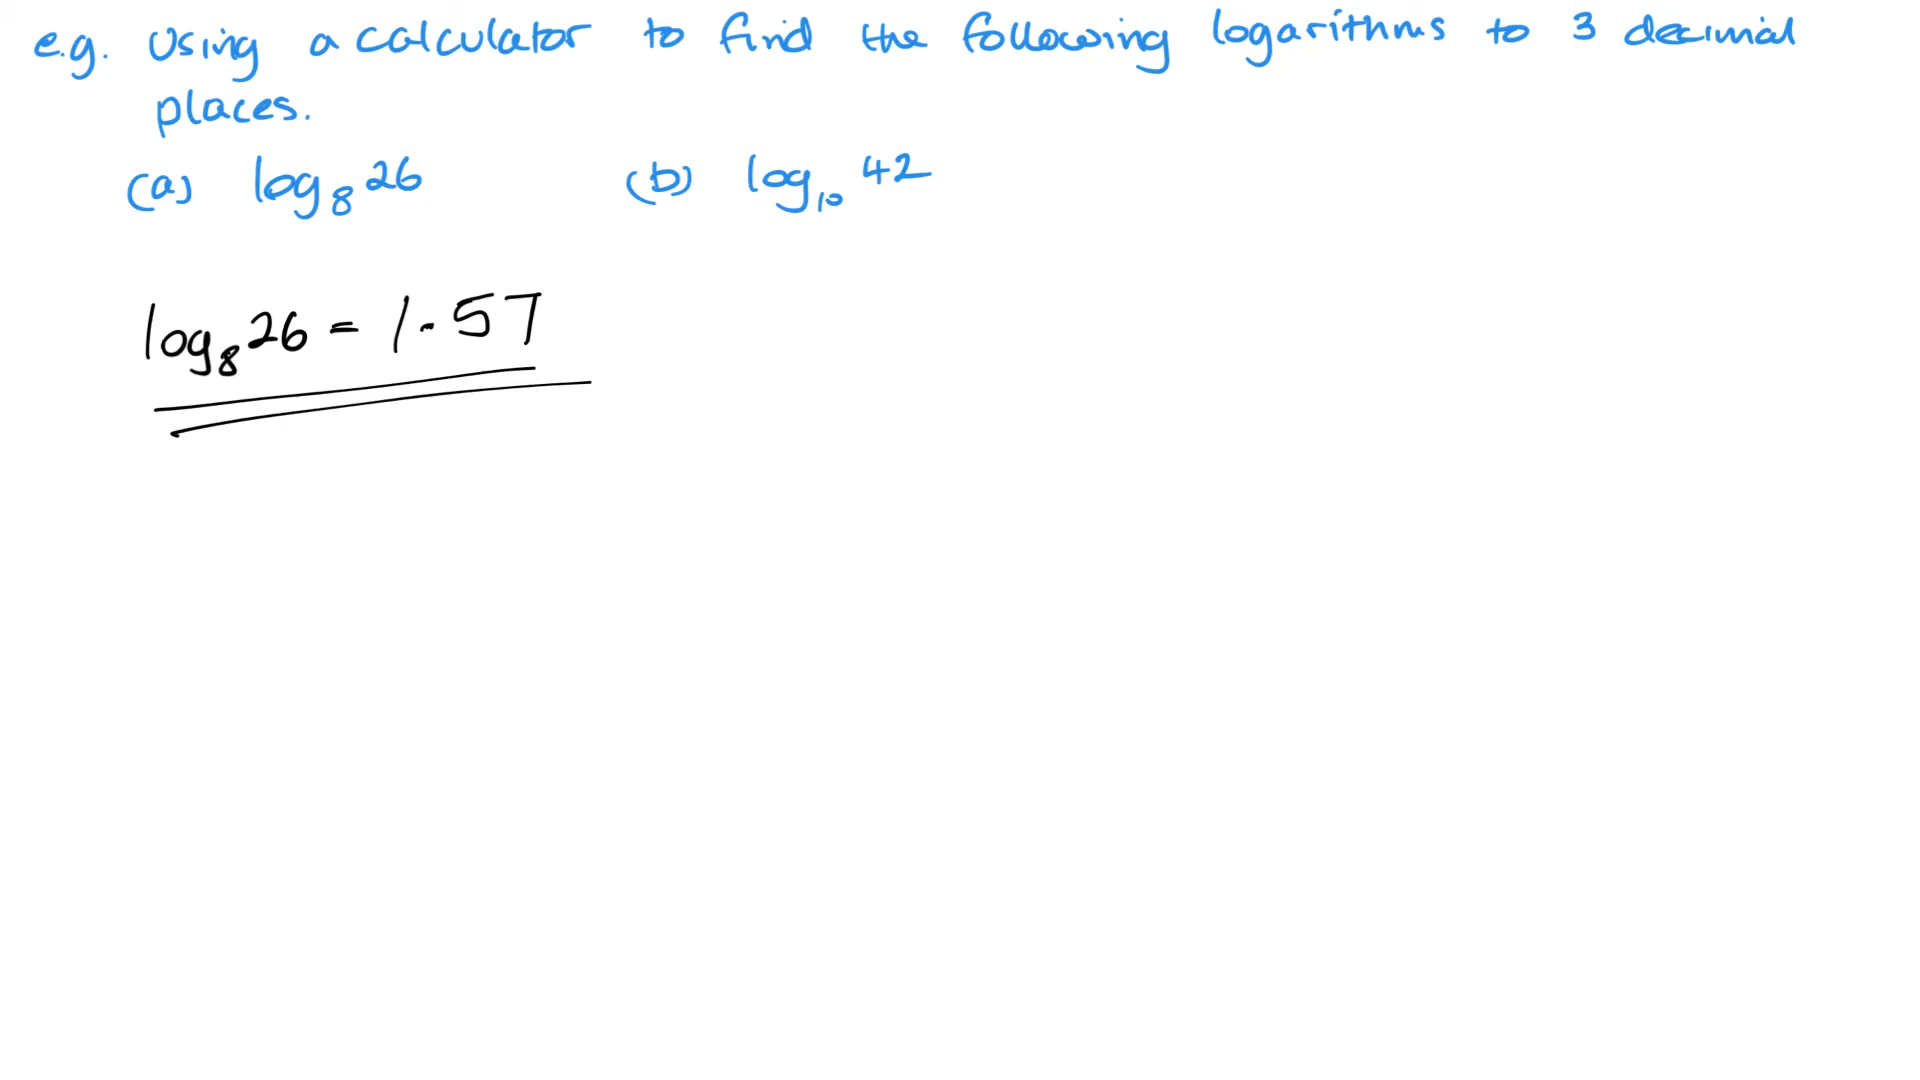 e.g. Using a calculator to find the following logarithms to 3 decimal
places.
(a) log₈ 26 (b) log₁₀ 42
log₈ 26 = 1.57